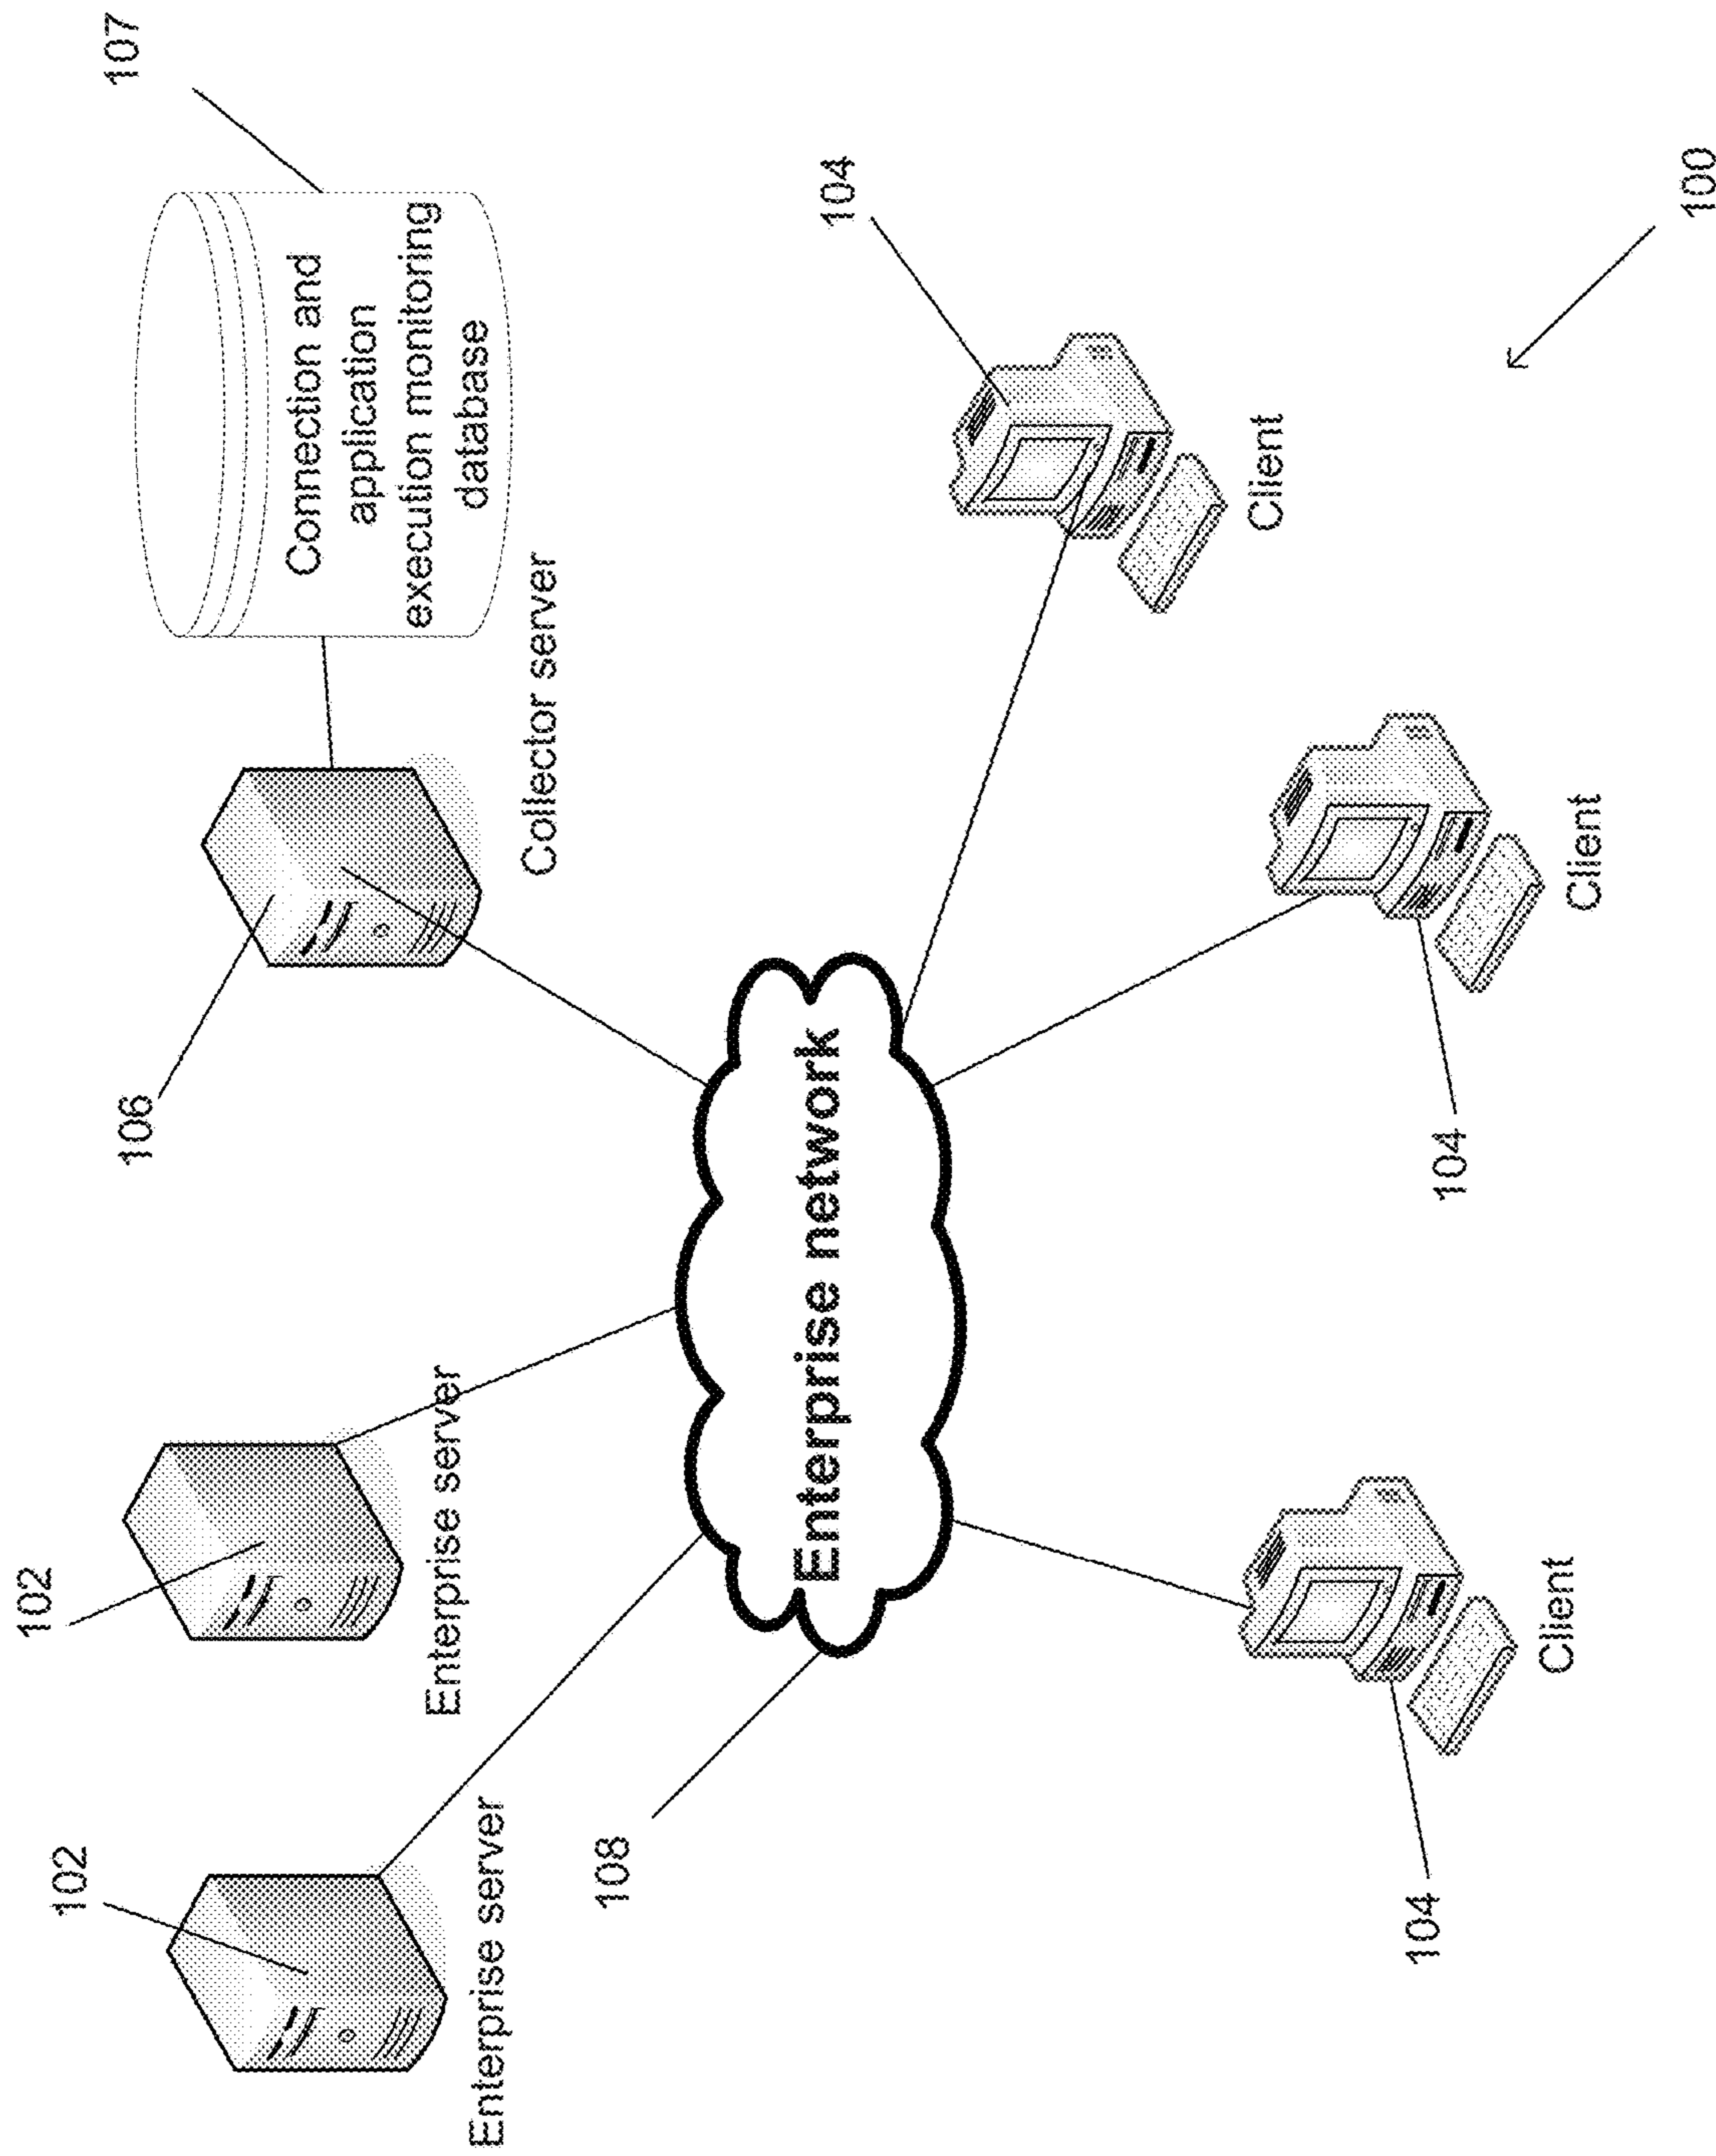 102
102
106
107
Enterprise server
Enterprise server
Collector server
Connection and
application
execution monitoring
database
108
Enterprise network
104
Client
104
Client
104
Client
100